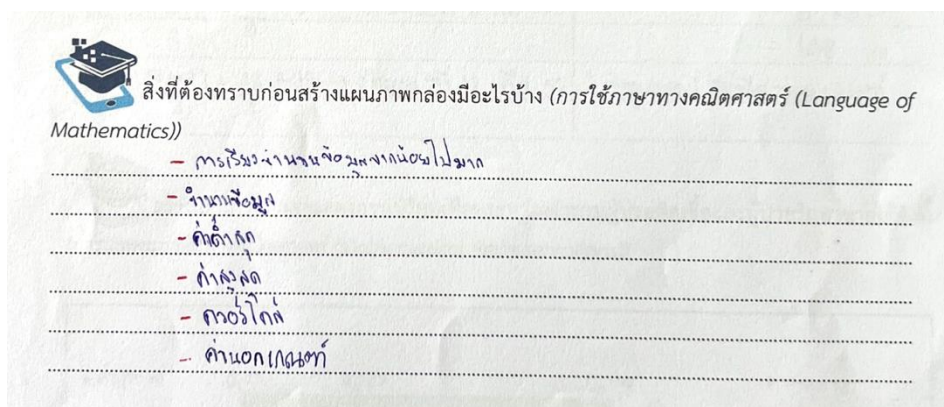 สิ่งที่ต้องทราบก่อนสร้างแผนภาพกล่องมีอะไรบ้าง (การใช้ภาษาทางคณิตศาสตร์ (Language of
Mathematics))
- การเรียงจำนวนข้อมูลจากน้อยไปมาก
- จำนวนข้อมูล
- ค่าต่ำสุด
- ค่าสูงสุด
- ควอร์ไทล์
- ค่านอกเกณฑ์